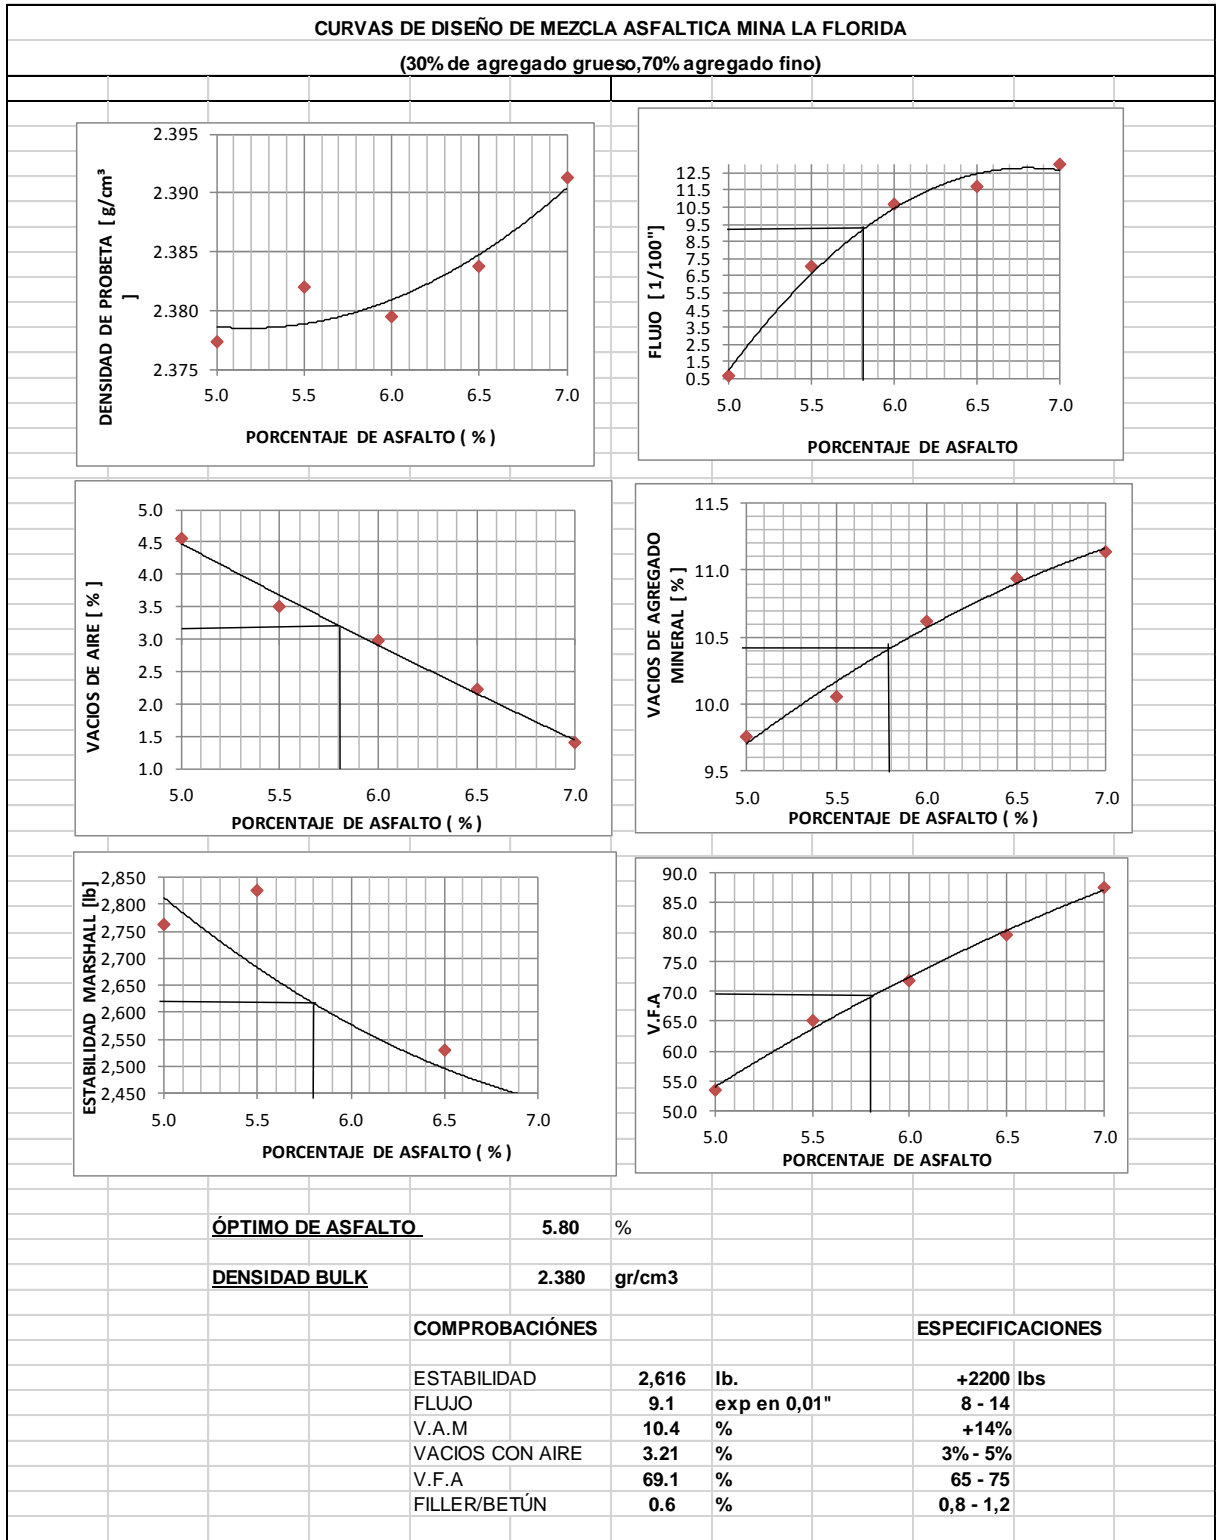 CURVAS DE DISEÑO DE MEZCLA ASFALTICA MINA LA FLORIDA
(30% de agregado grueso,70% agregado fino)
2.395
2.390
2.385
2.380
2.375
DENSIDAD DE PROBETA [ g/cm³
]
5.0 5.5 6.0 6.5 7.0
PORCENTAJE DE ASFALTO ( % )
12.5
11.5
10.5
9.5
8.5
7.5
6.5
5.5
4.5
3.5
2.5
1.5
0.5
FLUJO [ 1/100"]
5.0 5.5 6.0 6.5 7.0
PORCENTAJE DE ASFALTO
5.0
4.5
4.0
3.5
3.0
2.5
2.0
1.5
1.0
VACIOS DE AIRE [ % ]
5.0 5.5 6.0 6.5 7.0
PORCENTAJE DE ASFALTO ( % )
11.5
11.0
10.5
10.0
9.5
VACIOS DE AGREGADO
MINERAL [ % ]
5.0 5.5 6.0 6.5 7.0
PORCENTAJE DE ASFALTO ( % )
2,850
2,800
2,750
2,700
2,650
2,600
2,550
2,500
2,450
ESTABILIDAD MARSHALL [lb]
5.0 5.5 6.0 6.5 7.0
PORCENTAJE DE ASFALTO ( % )
90.0
85.0
80.0
75.0
70.0
65.0
60.0
55.0
50.0
V.F.A
5.0 5.5 6.0 6.5 7.0
PORCENTAJE DE ASFALTO
ÓPTIMO DE ASFALTO 5.80 %
DENSIDAD BULK 2.380 gr/cm3
COMPROBACIÓNES ESPECIFICACIONES
ESTABILIDAD 2,616 lb. +2200 lbs
FLUJO 9.1 exp en 0,01" 8 - 14
V.A.M 10.4 % +14%
VACIOS CON AIRE 3.21 % 3% - 5%
V.F.A 69.1 % 65 - 75
FILLER/BETÚN 0.6 % 0,8 - 1,2